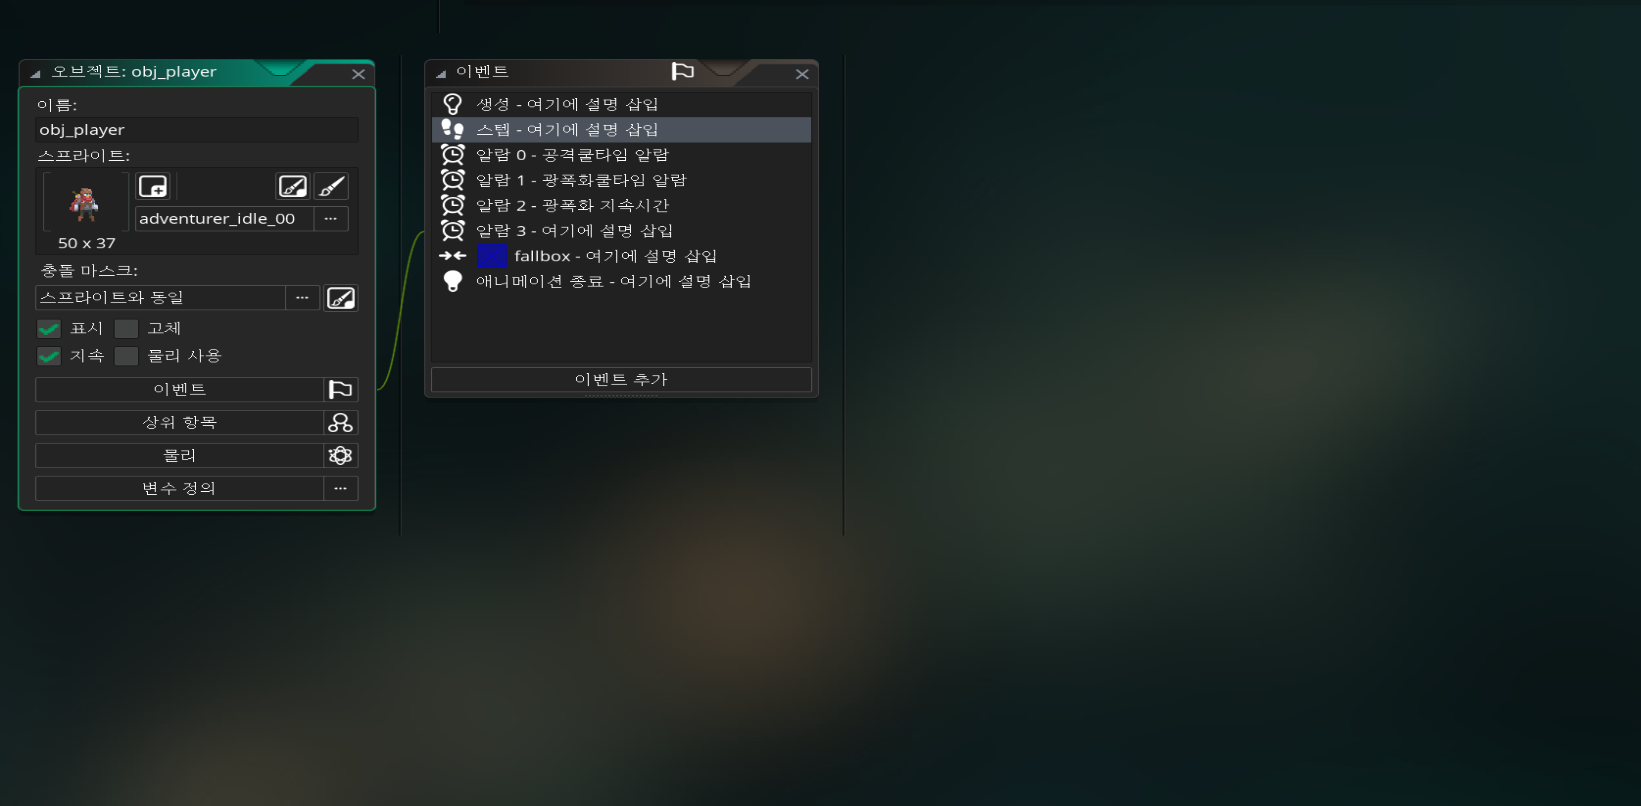 오브젝트: obj_player
이름:
obj_player
스프라이트:
adventurer_idle_00 ...
50 x 37
충돌 마스크:
스프라이트와 동일 ...
표시 고체
지속 물리 사용
이벤트
상위 항목
물리
변수 정의 ...
이벤트
생성 - 여기에 설명 삽입
스텝 - 여기에 설명 삽입
알람 0 - 공격쿨타임 알람
알람 1 - 광폭화쿨타임 알람
알람 2 - 광폭화 지속시간
알람 3 - 여기에 설명 삽입
fallbox - 여기에 설명 삽입
애니메이션 종료 - 여기에 설명 삽입
이벤트 추가